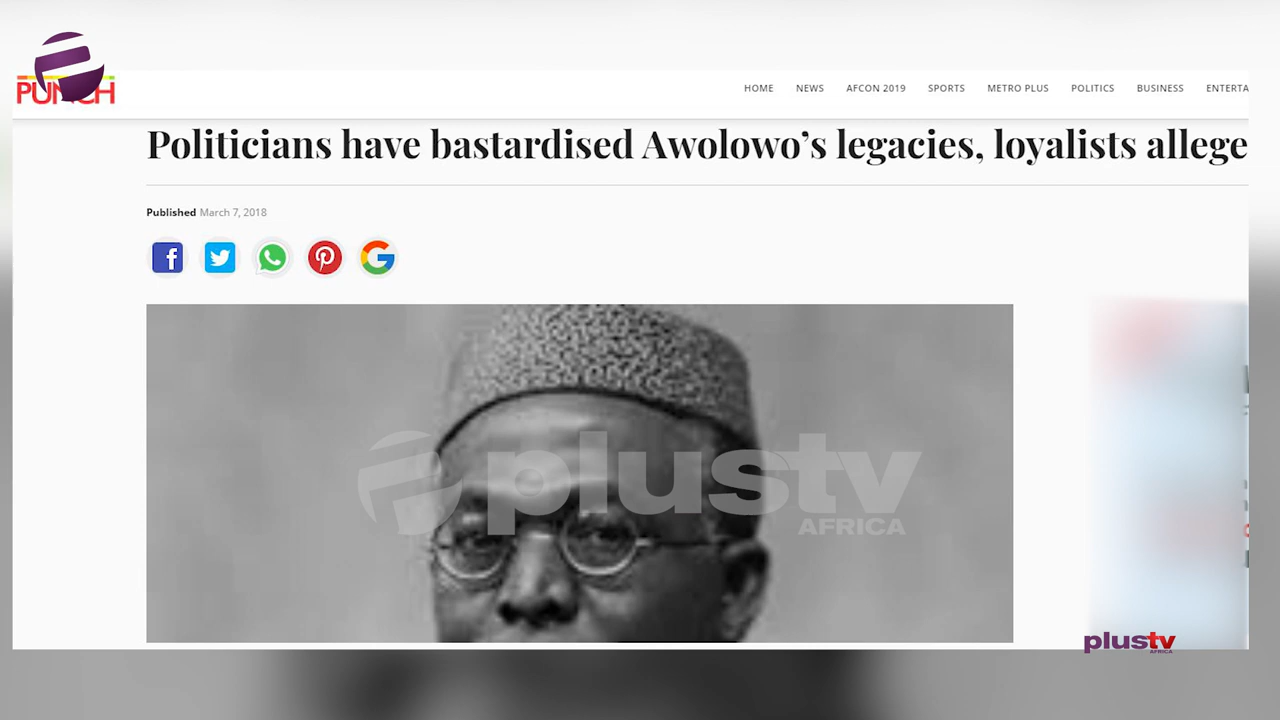 PUNCH
HOME NEWS AFCON 2019 SPORTS METRO PLUS POLITICS BUSINESS ENTERTA
Politicians have bastardised Awolowo’s legacies, loyalists allege
Published March 7, 2018
plustv
AFRICA
plustv
AFRICA